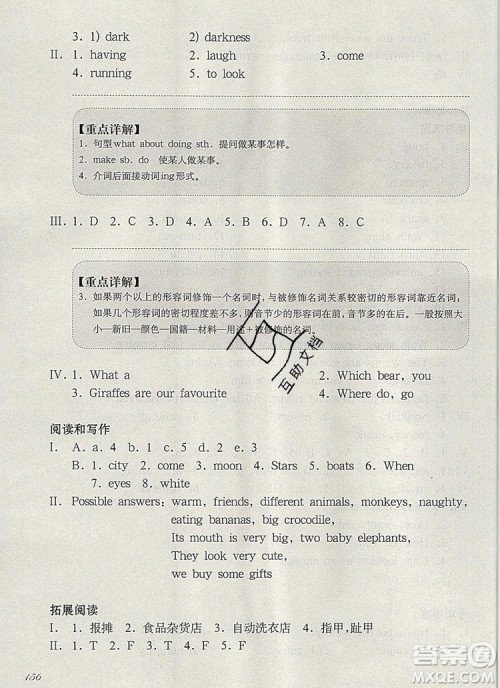 3. 1) dark 2) darkness
II. 1. having 2. laugh 3. come
4. running 5. to look
【重点详解】
1. 句型what about doing sth. 提问做某事怎样。
2. make sb. do 使某人做某事。
4. 介词后面接动词ing形式。
III. 1. D 2. C 3. B 4. D 5. C 6. D 7. A 8. C
【重点详解】
3. 如果两个以上的形容词修饰一个名词时,与被修饰名词关系较密切的形容词靠近名词;
如果几个形容词的密切程度差不多,则音节少的形容词在前,音节多的在后。大小—
—新旧—颜色—国籍—材料—用途+被修饰的名词。
互助文档
IV. 1. What a 2. Which bear, you
3. Giraffes are our favourite 4. Where do, go
阅读和写作
I. A. a. 4 b. 1 c. 5 d. 2 e. 3
B. 1. city 2. come 3. moon 4. Stars 5. boats 6. When
7. eyes 8. white
II. Possible answers: warm, friends, different animals, monkeys, naughty,
eating bananas, big crocodile,
Its mouth is very big, two baby elephants,
They look very cute,
we buy some gifts
拓展阅读
I. 1. 报摊 2. 食品杂货店 3. 自动洗衣店 4. 指甲,趾甲
II. 1. T 2. F 3. T 4. F 5. F 6. T
156
答案圈
MXQE.COM